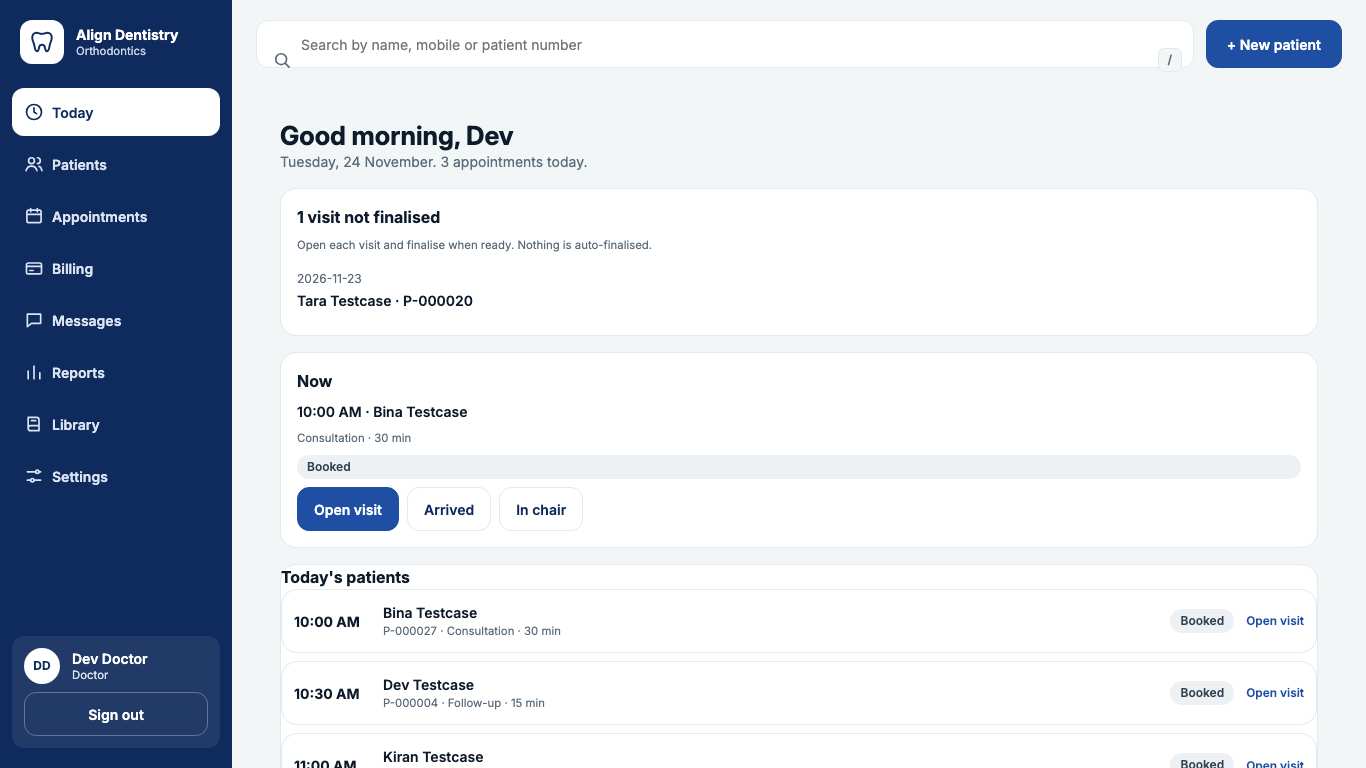 Align Dentistry
Orthodontics
Today
Patients
Appointments
Billing
Messages
Reports
Library
Settings
DD
Dev Doctor
Doctor
Sign out
Search by name, mobile or patient number
/
+ New patient
Good morning, Dev
Tuesday, 24 November. 3 appointments today.
1 visit not finalised
Open each visit and finalise when ready. Nothing is auto-finalised.
2026-11-23
Tara Testcase · P-000020
Now
10:00 AM · Bina Testcase
Consultation · 30 min
Booked
Open visit Arrived In chair
Today's patients
10:00 AM Bina Testcase Booked Open visit
P-000027 · Consultation · 30 min
10:30 AM Dev Testcase Booked Open visit
P-000004 · Follow-up · 15 min
11:00 AM Kiran Testcase Booked Open visit